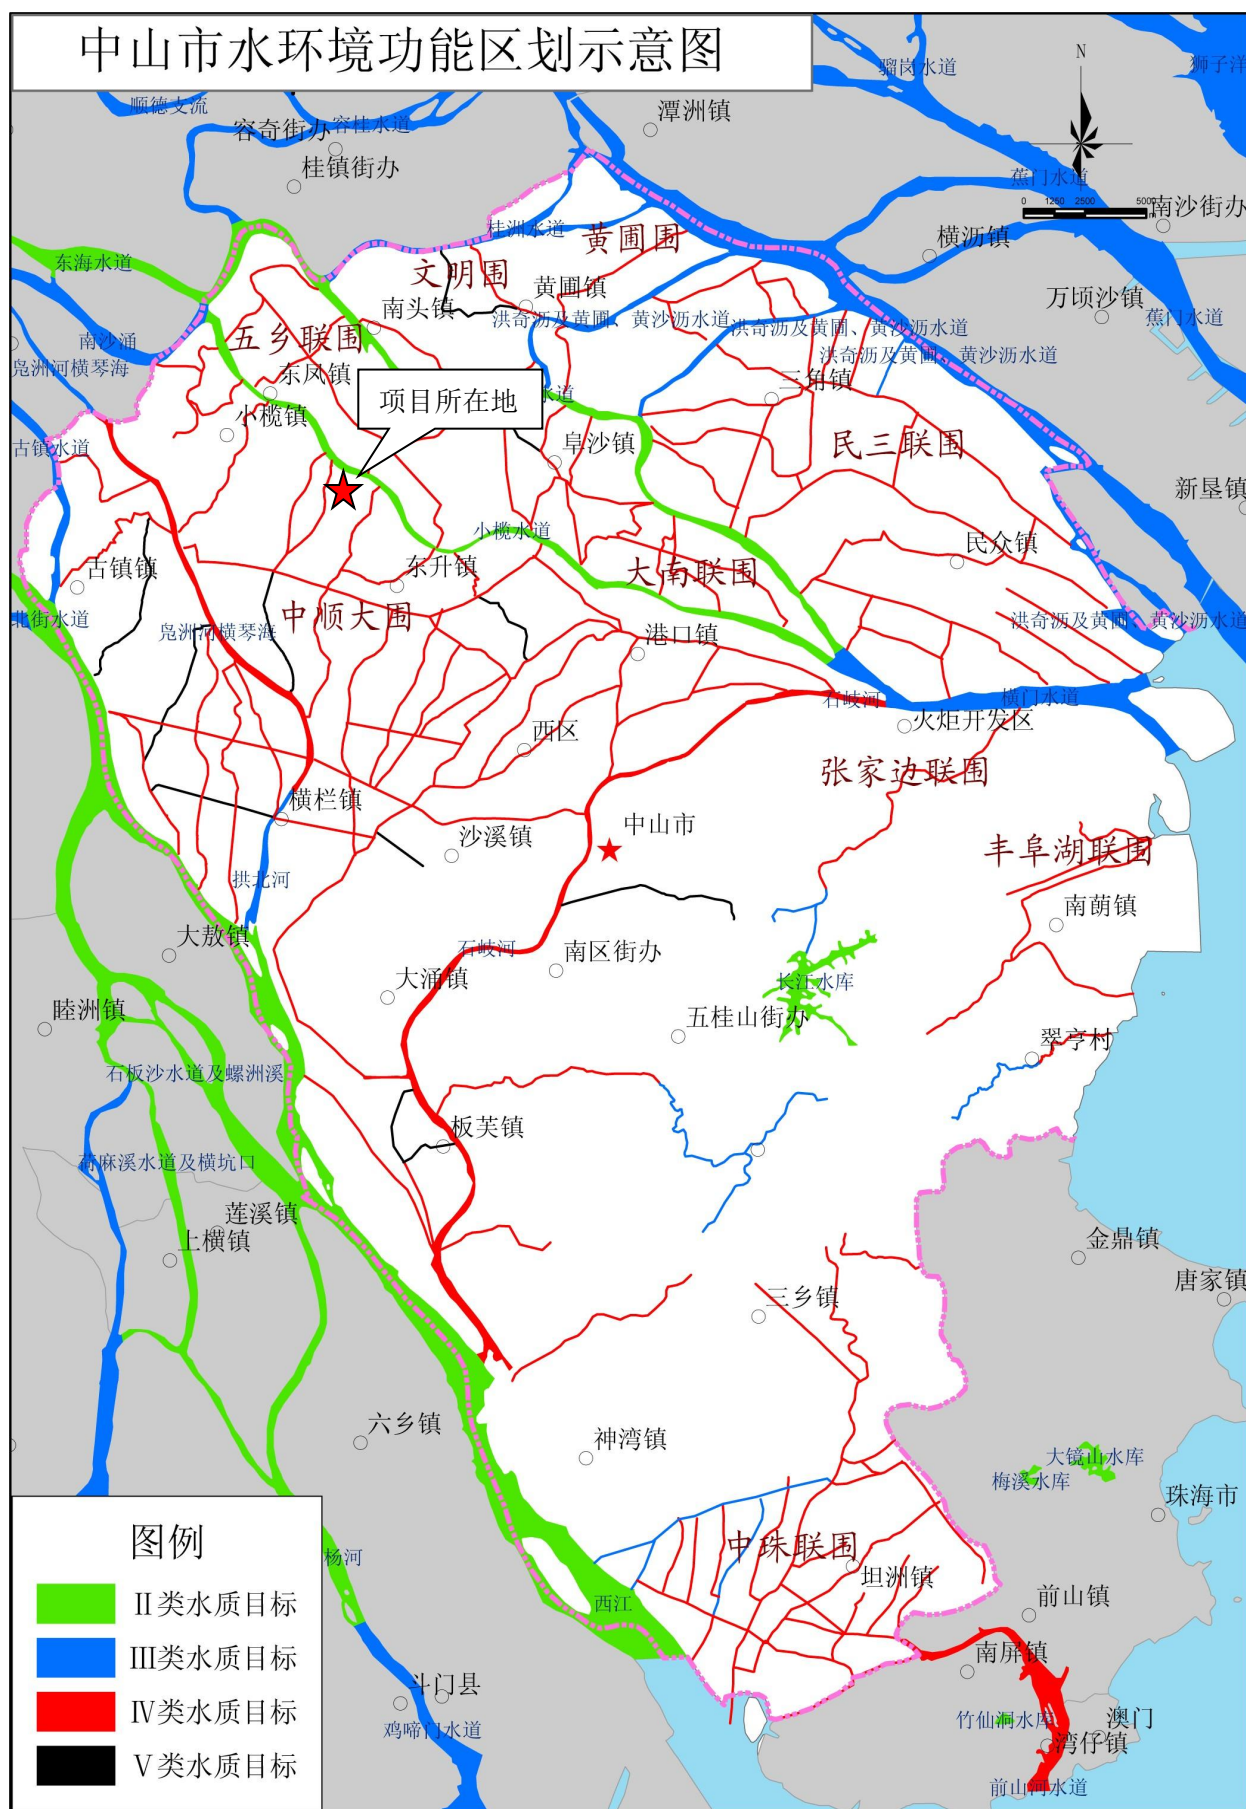 中山市水环境功能区划示意图
骝岗水道
狮子洋
顺德支流
容奇街办
容桂水道
潭洲镇
N
桂镇街办
蕉门水道
0 1250 2500 5000
南沙街办
桂洲水道
黄圃围
横沥镇
东海水道
文明围
南头镇
黄圃镇
万顷沙镇
洪奇沥及黄圃、黄沙沥水道
洪奇沥及黄圃、黄沙沥水道
蕉门水道
南沙涌
五乡联围
洪奇沥及黄圃、黄沙沥水道
凫洲河横琴海
东凤镇
三角镇
项目所在地
水道
小榄镇
古镇水道
阜沙镇
民三联围
新垦镇
小榄水道
民众镇
古镇镇
东升镇
大南联围
北街水道
凫洲河横琴海
中顺大围
港口镇
洪奇沥及黄圃、黄沙沥水道
石岐河
横门水道
西区
火炬开发区
张家边联围
横栏镇
沙溪镇
中山市
丰阜湖联围
拱北河
南蓢镇
大敖镇
石岐河
南区街办
大涌镇
长江水库
睦洲镇
五桂山街办
翠亨村
石板沙水道及螺洲溪
板芙镇
荷麻溪水道及横坑口
莲溪镇
上横镇
金鼎镇
唐家镇
三乡镇
六乡镇
神湾镇
大镜山水库
梅溪水库
珠海市
图例
中珠联围
杨河
坦洲镇
Ⅱ类水质目标
西江
前山镇
Ⅲ类水质目标
南屏镇
斗门县
Ⅳ类水质目标
鸡啼门水道
竹仙洞水库
澳门
湾仔镇
Ⅴ类水质目标
前山河水道